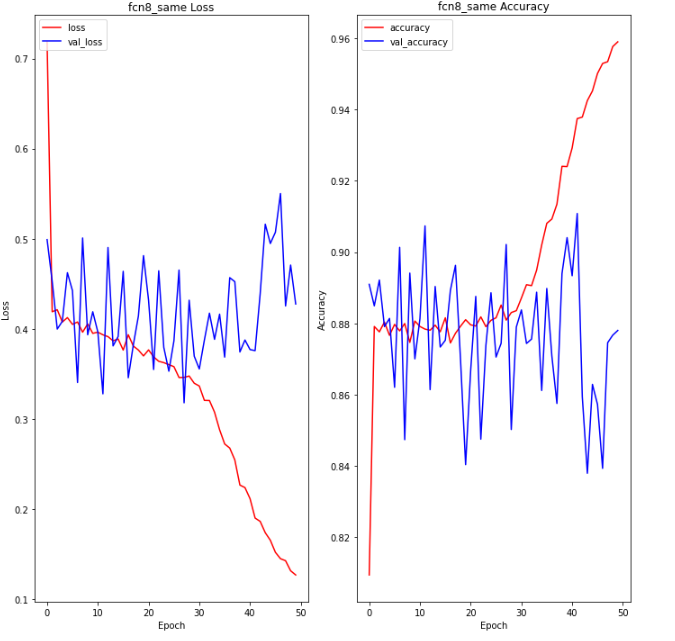 fcn8_same Loss
loss
val_loss
0.7
0.6
0.5
0.4
0.3
0.2
0.1
Loss
0 10 20 30 40 50
Epoch
fcn8_same Accuracy
accuracy
val_accuracy
0.96
0.94
0.92
0.90
0.88
0.86
0.84
0.82
Accuracy
0 10 20 30 40 50
Epoch